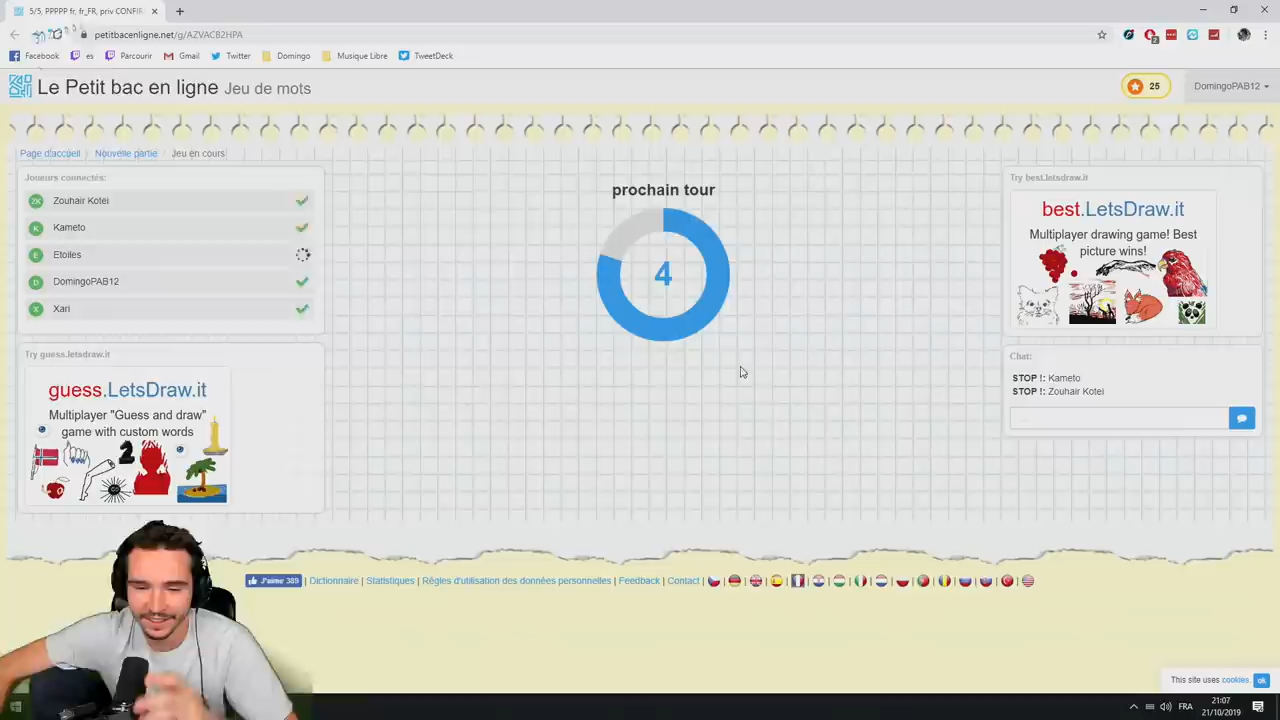 5/5, PPPPP fr, fr_FR, priv CONFIR
petitbacenligne.net/g/AZVACB2HPA
Facebook es Parcourir Gmail Twitter Domingo Musique Libre TweetDeck
Le Petit bac en ligne Jeu de mots
25
DomingoPAB12
Page d'accueil / Nouvelle partie / Jeu en cours
Joueurs connectés:
ZK Zouhair Kotei
K Kameto
E Etoiles
D DomingoPAB12
X Xari
Try guess.letsdraw.it
guess.LetsDraw.it
Multiplayer "Guess and draw"
game with custom words
2
prochain tour
4
Try best.letsdraw.it
best.LetsDraw.it
Multiplayer drawing game! Best
picture wins!
Chat:
STOP !: Kameto
STOP !: Zouhair Kotei
J'aime 389 | Dictionnaire | Statistiques | Règles d'utilisation des données personnelles | Feedback | Contact |
This site uses cookies. ok
FRA
21:07
21/10/2019